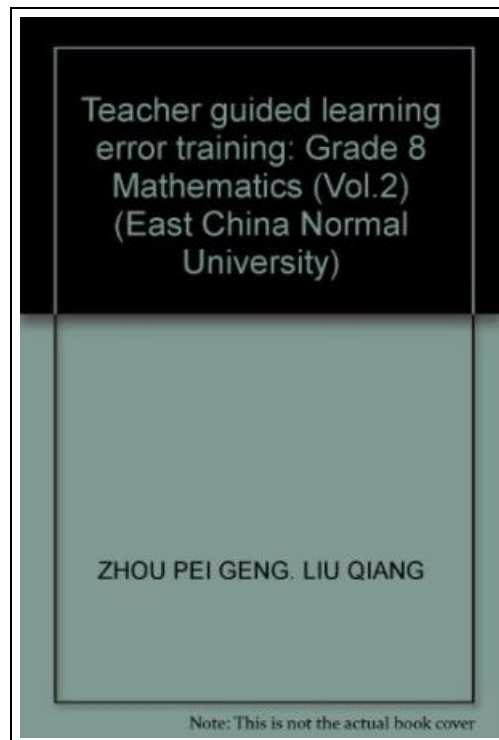 Teacher guided learning
error training: Grade 8
Mathematics (Vol.2)
(East China Normal
University)
ZHOU PEI GENG. LIU QIANG
Note: This is not the actual book cover